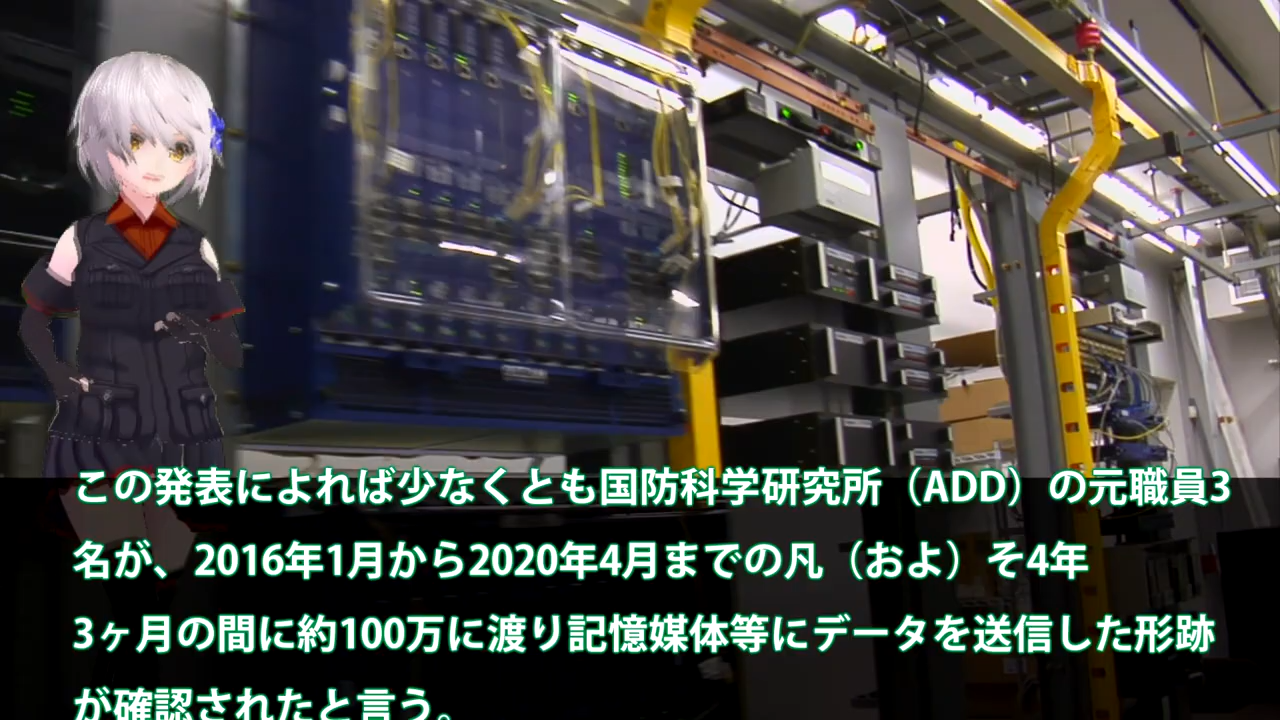 この発表によれば少なくとも国防科学研究所（ADD）の元職員3
名が、2016年1月から2020年4月までの凡（およ）そ4年
3ヶ月の間に約100万に渡り記憶媒体等にデータを送信した形跡
が確認されたと言う。